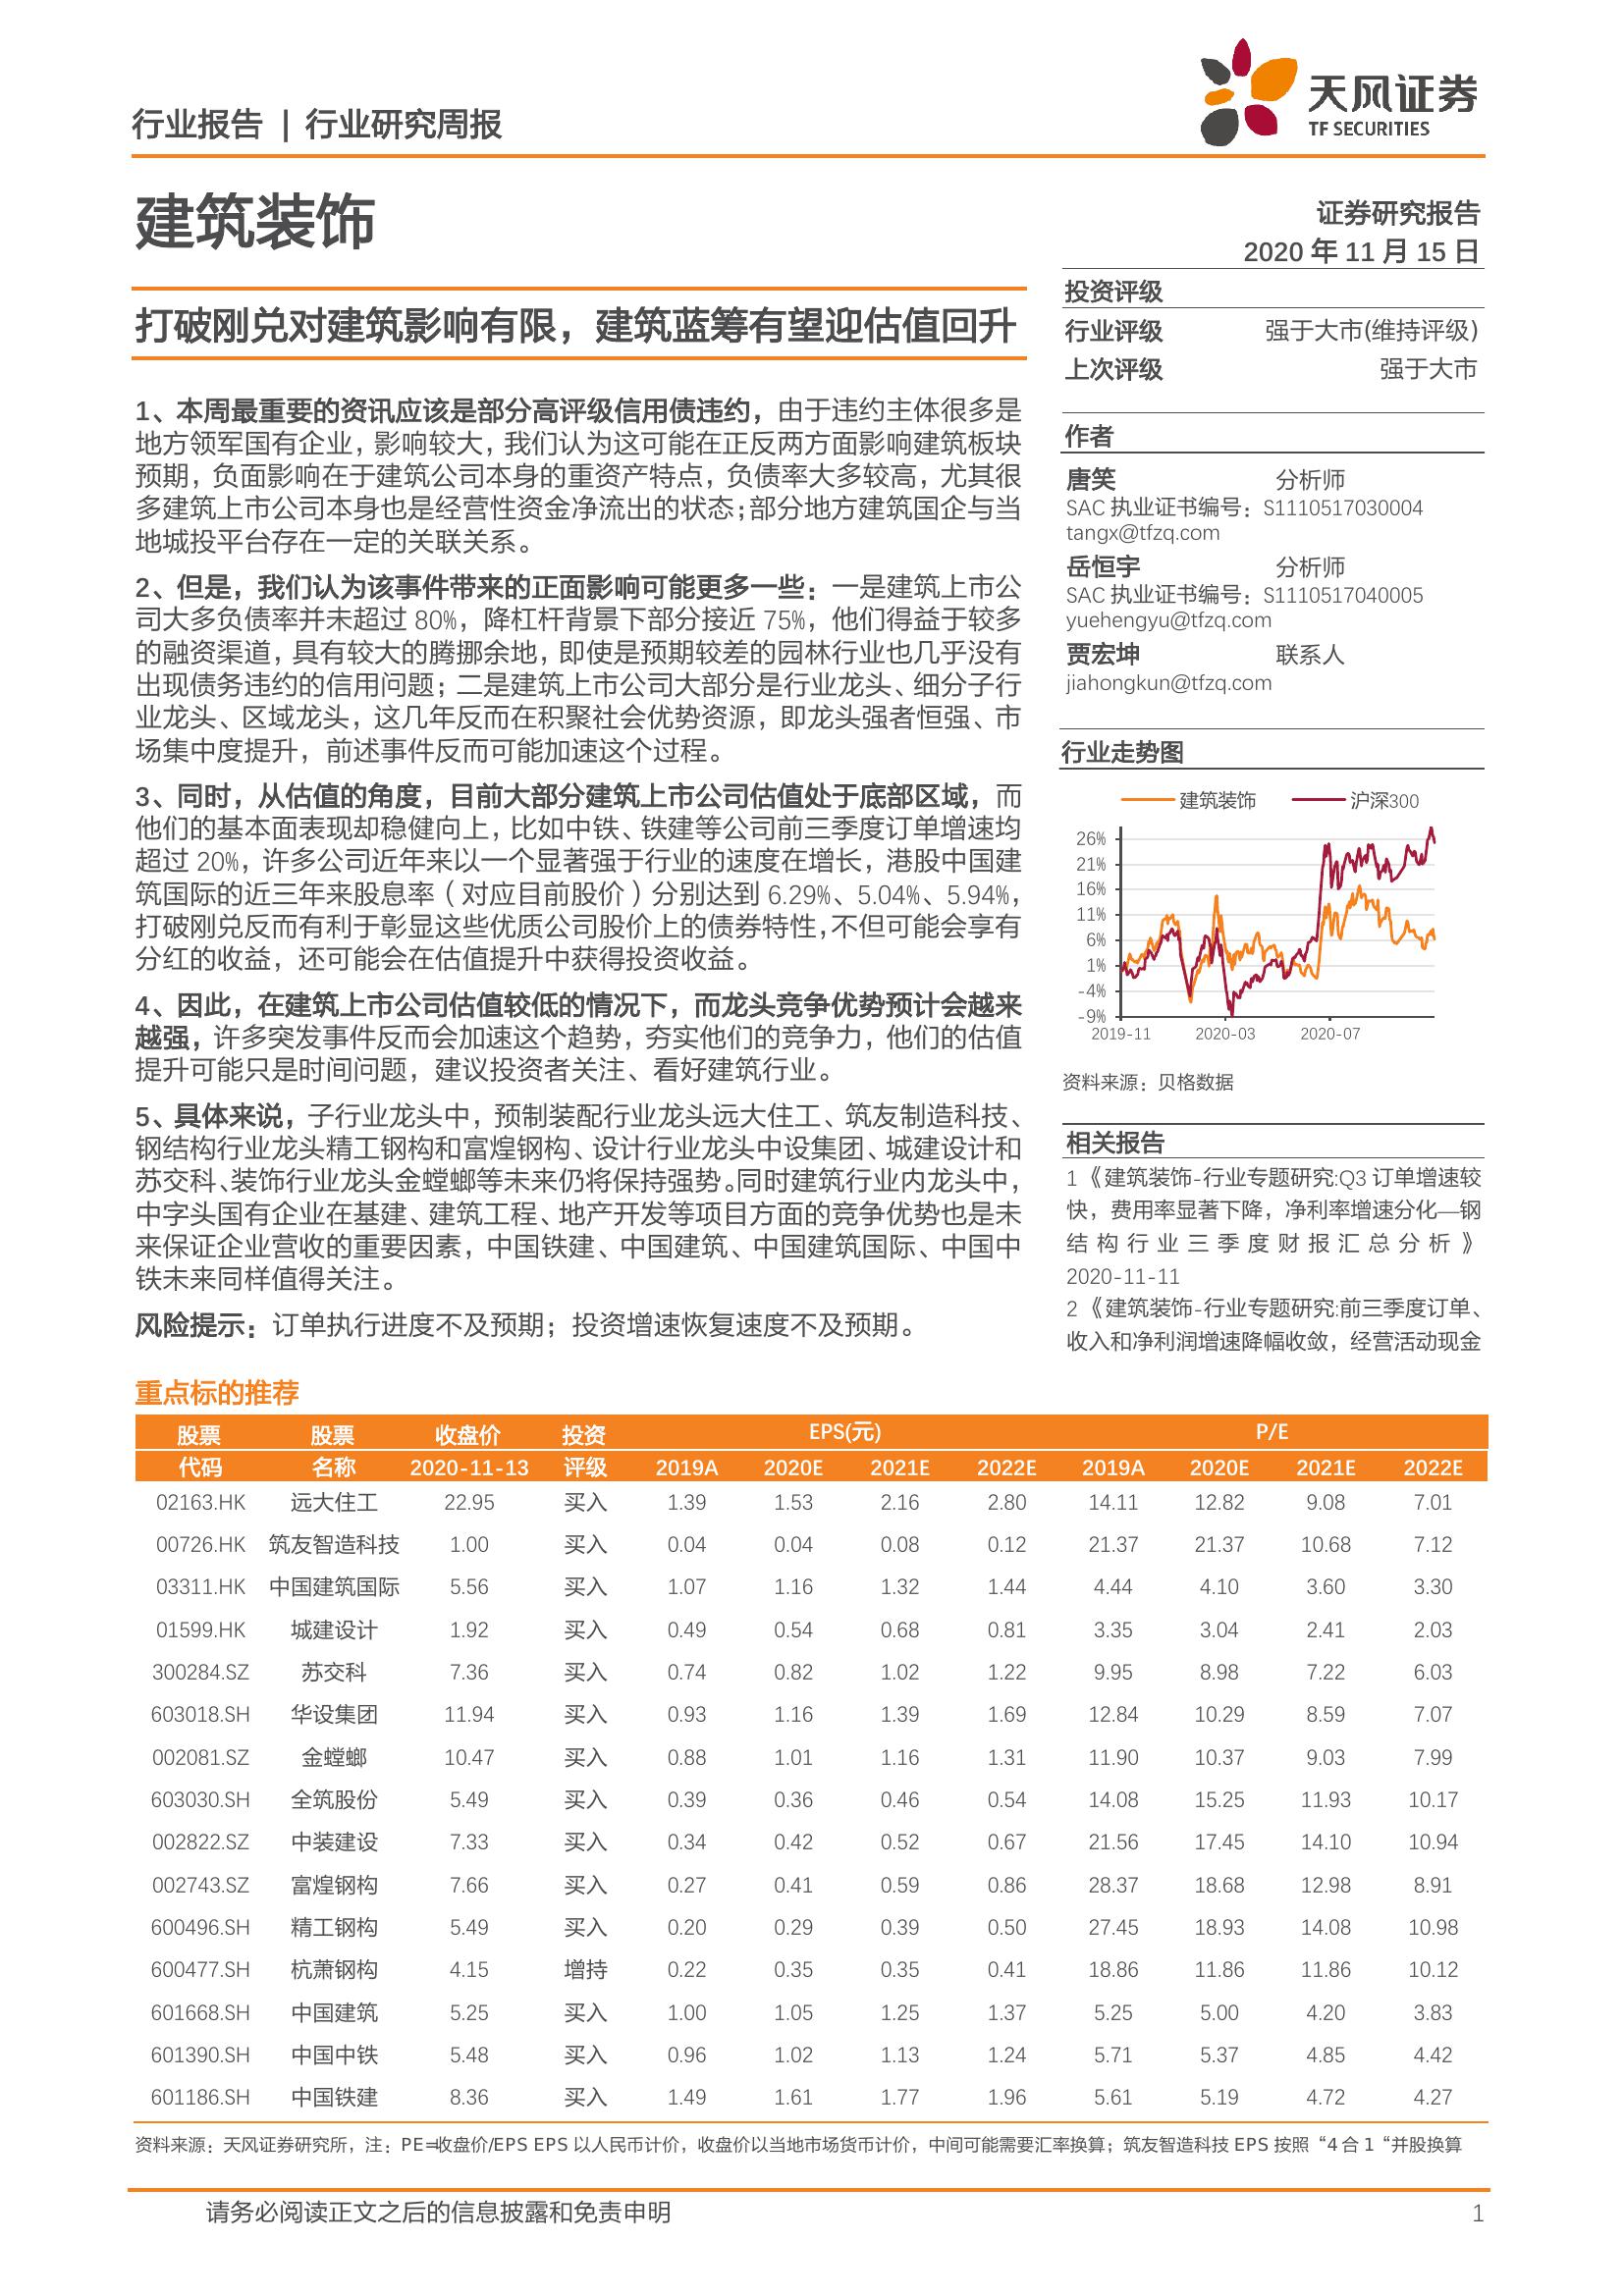 行业报告 | 行业研究周报
天风证券
TF SECURITIES
建筑装饰
证券研究报告
2020 年 11 月 15 日
打破刚兑对建筑影响有限，建筑蓝筹有望迎估值回升
1、本周最重要的资讯应该是部分高评级信用债违约，由于违约主体很多是
地方领军国有企业，影响较大，我们认为这可能在正反两方面影响建筑板块
预期，负面影响在于建筑公司本身的重资产特点，负债率大多较高，尤其很
多建筑上市公司本身也是经营性资金净流出的状态；部分地方建筑国企与当
地城投平台存在一定的关联关系。
2、但是，我们认为该事件带来的正面影响可能更多一些：一是建筑上市公
司大多负债率并未超过 80%，降杠杆背景下部分接近 75%，他们得益于较多
的融资渠道，具有较大的腾挪余地，即使是预期较差的园林行业也几乎没有
出现债务违约的信用问题；二是建筑上市公司大部分是行业龙头、细分子行
业龙头、区域龙头，这几年反而在积聚社会优势资源，即龙头强者恒强、市
场集中度提升，前述事件反而可能加速这个过程。
3、同时，从估值的角度，目前大部分建筑上市公司估值处于底部区域，而
他们的基本面表现却稳健向上，比如中铁、铁建等公司前三季度订单增速均
超过 20%，许多公司近年来以一个显著强于行业的速度在增长，港股中国建
筑国际的近三年来股息率（对应目前股价）分别达到 6.29%、5.04%、5.94%，
打破刚兑反而有利于彰显这些优质公司股价上的债券特性，不但可能会享有
分红的收益，还可能会在估值提升中获得投资收益。
4、因此，在建筑上市公司估值较低的情况下，而龙头竞争优势预计会越来
越强，许多突发事件反而会加速这个趋势，夯实他们的竞争力，他们的估值
提升可能只是时间问题，建议投资者关注、看好建筑行业。
5、具体来说，子行业龙头中，预制装配行业龙头远大住工、筑友制造科技、
钢结构行业龙头精工钢构和富煌钢构、设计行业龙头中设集团、城建设计和
苏交科、装饰行业龙头金螳螂等未来仍将保持强势。同时建筑行业内龙头中，
中字头国有企业在基建、建筑工程、地产开发等项目方面的竞争优势也是未
来保证企业营收的重要因素，中国铁建、中国建筑、中国建筑国际、中国中
铁未来同样值得关注。
风险提示：订单执行进度不及预期；投资增速恢复速度不及预期。
投资评级
行业评级 强于大市(维持评级)
上次评级 强于大市
作者
唐笑 分析师
SAC 执业证书编号：S1110517030004
tangx@tfzq.com
岳恒宇 分析师
SAC 执业证书编号：S1110517040005
yuehengyu@tfzq.com
贾宏坤 联系人
jiahongkun@tfzq.com
行业走势图
建筑装饰 沪深300
26%
21%
16%
11%
6%
1%
-4%
-9%
2019-11 2020-03 2020-07
资料来源：贝格数据
相关报告
1 《建筑装饰-行业专题研究:Q3 订单增速较
快，费用率显著下降，净利率增速分化—钢
结构行业三季度财报汇总分析》
2020-11-11
2 《建筑装饰-行业专题研究:前三季度订单、
收入和净利润增速降幅收敛，经营活动现金
重点标的推荐
股票 股票 收盘价 投资 EPS(元) P/E
代码 名称 2020-11-13 评级 2019A 2020E 2021E 2022E 2019A 2020E 2021E 2022E
02163.HK 远大住工 22.95 买入 1.39 1.53 2.16 2.80 14.11 12.82 9.08 7.01
00726.HK 筑友智造科技 1.00 买入 0.04 0.04 0.08 0.12 21.37 21.37 10.68 7.12
03311.HK 中国建筑国际 5.56 买入 1.07 1.16 1.32 1.44 4.44 4.10 3.60 3.30
01599.HK 城建设计 1.92 买入 0.49 0.54 0.68 0.81 3.35 3.04 2.41 2.03
300284.SZ 苏交科 7.36 买入 0.74 0.82 1.02 1.22 9.95 8.98 7.22 6.03
603018.SH 华设集团 11.94 买入 0.93 1.16 1.39 1.69 12.84 10.29 8.59 7.07
002081.SZ 金螳螂 10.47 买入 0.88 1.01 1.16 1.31 11.90 10.37 9.03 7.99
603030.SH 全筑股份 5.49 买入 0.39 0.36 0.46 0.54 14.08 15.25 11.93 10.17
002822.SZ 中装建设 7.33 买入 0.34 0.42 0.52 0.67 21.56 17.45 14.10 10.94
002743.SZ 富煌钢构 7.66 买入 0.27 0.41 0.59 0.86 28.37 18.68 12.98 8.91
600496.SH 精工钢构 5.49 买入 0.20 0.29 0.39 0.50 27.45 18.93 14.08 10.98
600477.SH 杭萧钢构 4.15 增持 0.22 0.35 0.35 0.41 18.86 11.86 11.86 10.12
601668.SH 中国建筑 5.25 买入 1.00 1.05 1.25 1.37 5.25 5.00 4.20 3.83
601390.SH 中国中铁 5.48 买入 0.96 1.02 1.13 1.24 5.71 5.37 4.85 4.42
601186.SH 中国铁建 8.36 买入 1.49 1.61 1.77 1.96 5.61 5.19 4.72 4.27
资料来源：天风证券研究所，注：PE=收盘价/EPS EPS 以人民币计价，收盘价以当地市场货币计价，中间可能需要汇率换算；筑友智造科技 EPS 按照“4 合 1“并股换算
请务必阅读正文之后的信息披露和免责申明 1